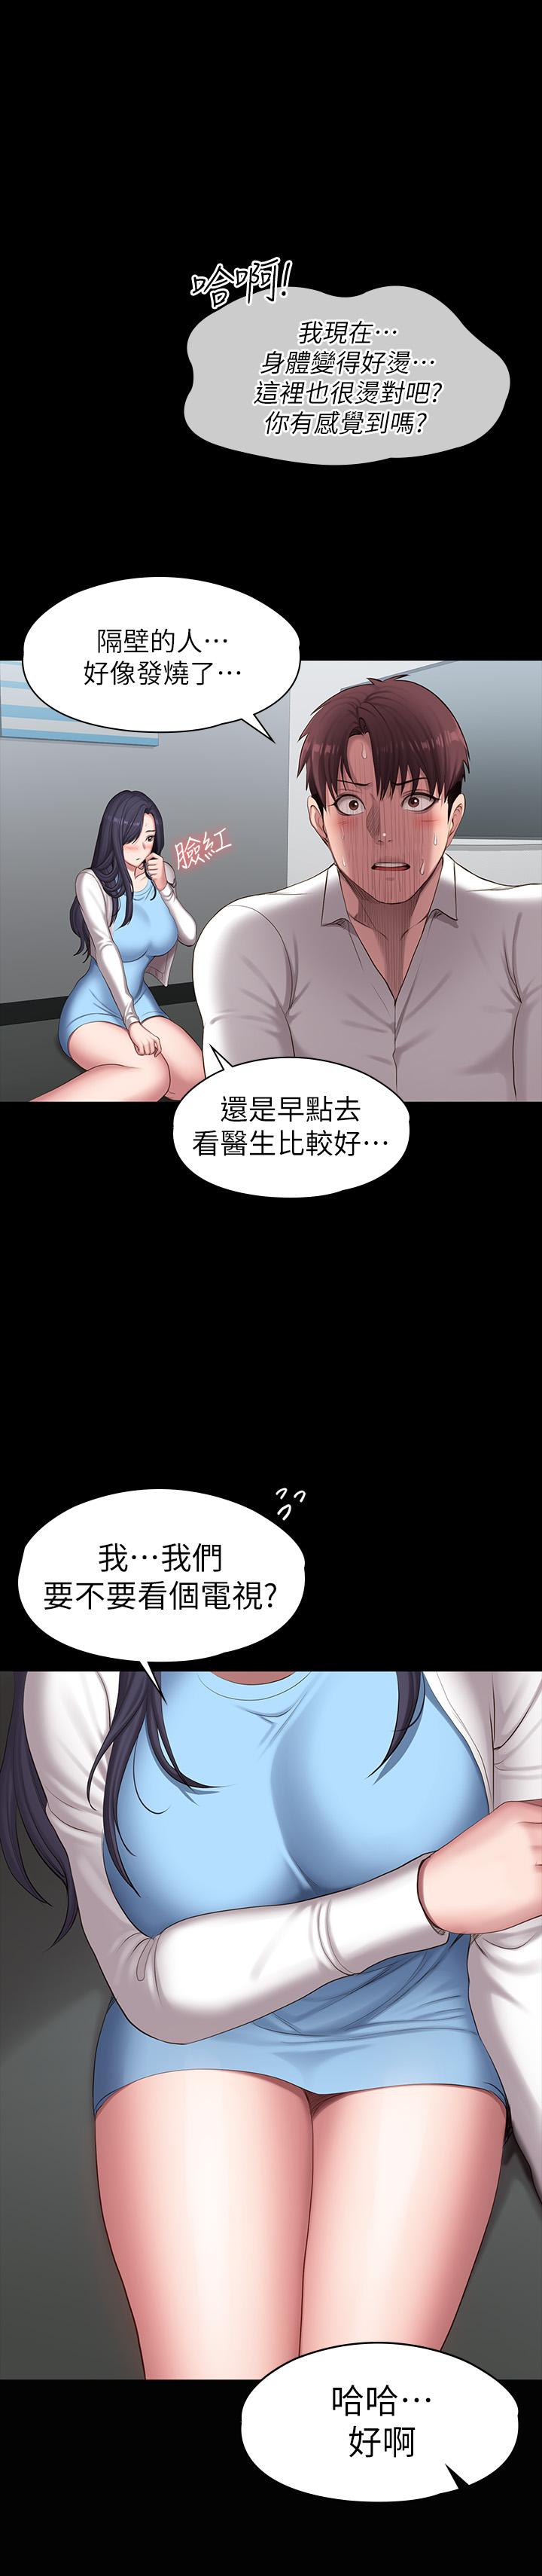 哈啊!
我現在…
身體變得好燙…
這裡也很燙對吧?
你有感覺到嗎?
隔壁的人…
好像發燒了…
臉紅
還是早點去
看醫生比較好…
我…我們
要不要看個電視?
哈哈…
好啊